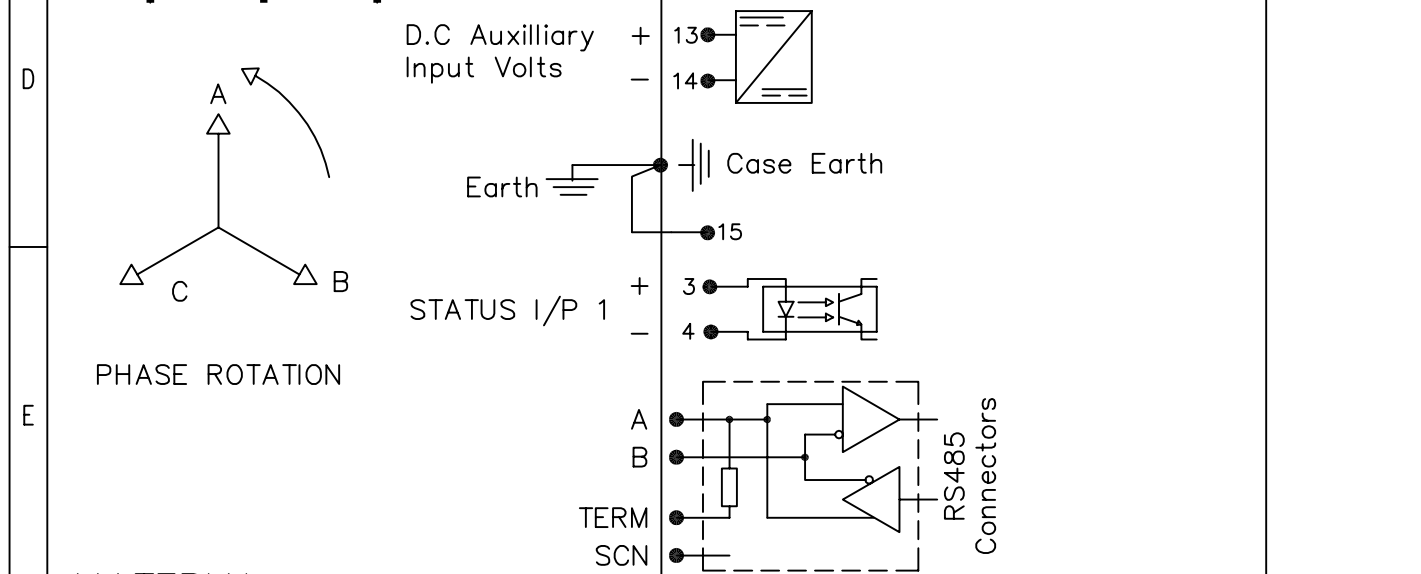 D
D.C Auxilliary + 13
Input Volts − 14
A
Case Earth
Earth
15
C
B
+ 3
STATUS I/P 1
− 4
PHASE ROTATION
E
A
B
TERM
SCN
RS485
Connectors